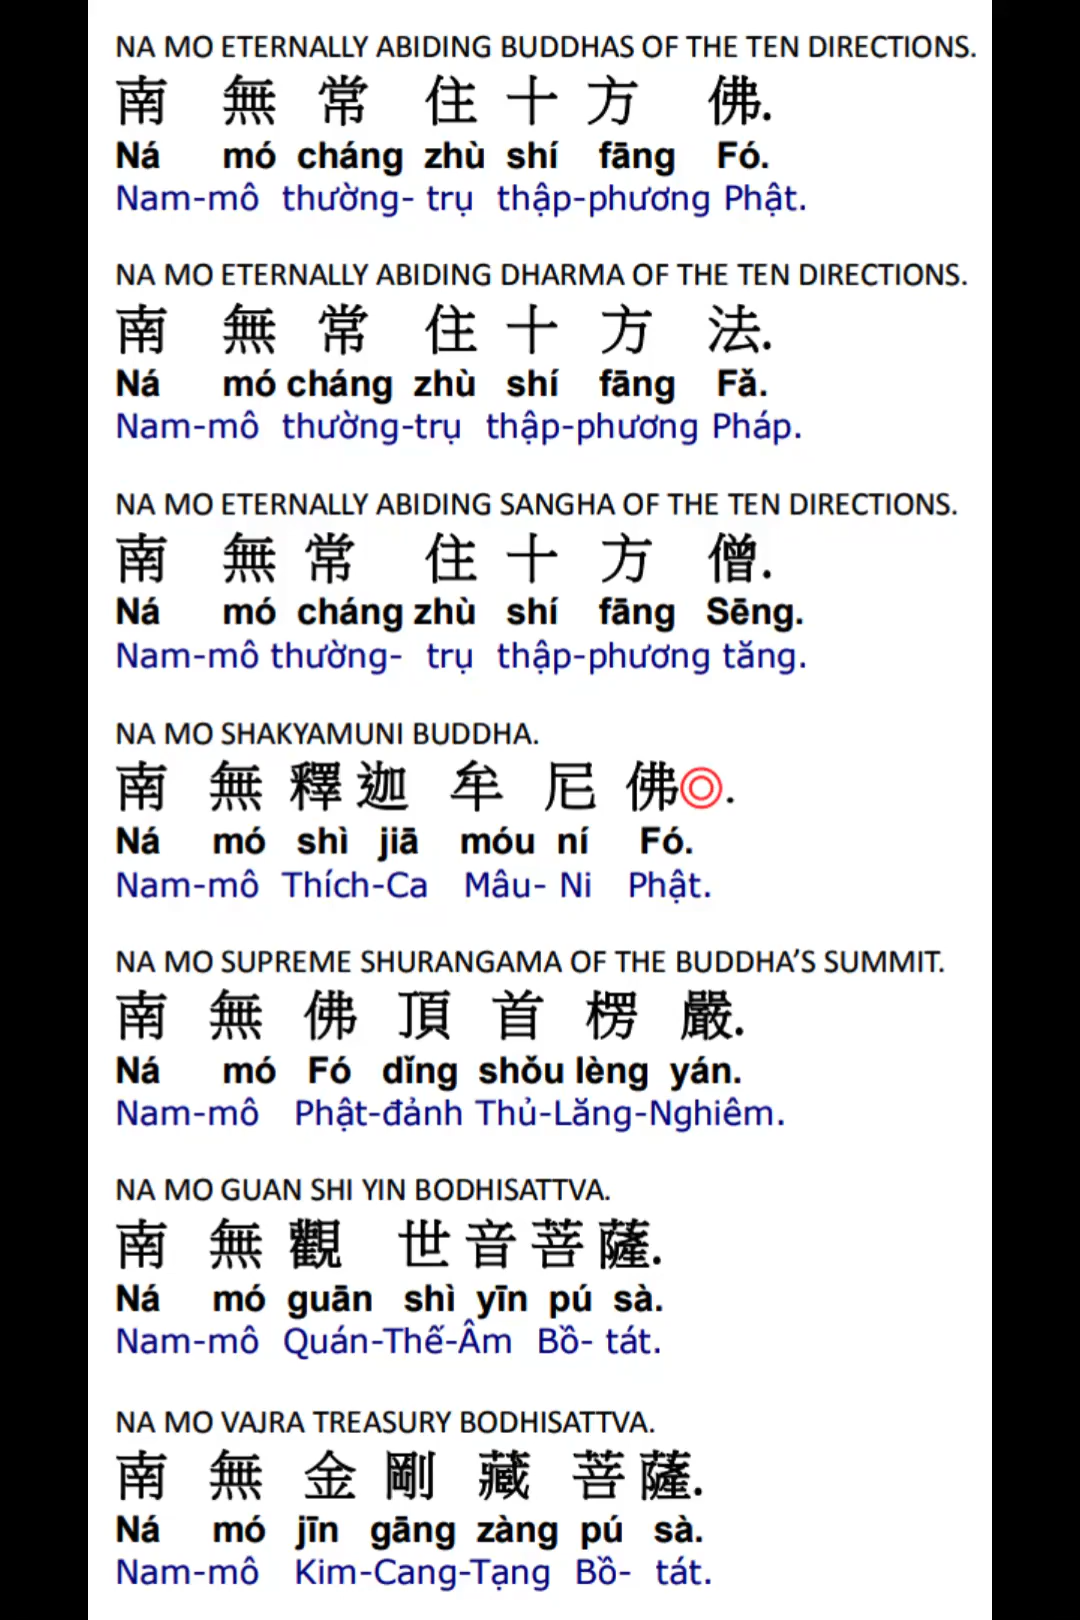 NA MO ETERNALLY ABIDING BUDDHAS OF THE TEN DIRECTIONS.
南 無 常 住 十 方 佛.
Ná mó cháng zhù shí fāng Fó.
Nam-mô thường- trụ thập-phương Phật.
NA MO ETERNALLY ABIDING DHARMA OF THE TEN DIRECTIONS.
南 無 常 住 十 方 法.
Ná mó cháng zhù shí fāng Fǎ.
Nam-mô thường-trụ thập-phương Pháp.
NA MO ETERNALLY ABIDING SANGHA OF THE TEN DIRECTIONS.
南 無 常 住 十 方 僧.
Ná mó cháng zhù shí fāng Sēng.
Nam-mô thường- trụ thập-phương tăng.
NA MO SHAKYAMUNI BUDDHA.
南 無 釋 迦 牟 尼 佛◎.
Ná mó shì jiā móu ní Fó.
Nam-mô Thích-Ca Mâu- Ni Phật.
NA MO SUPREME SHURANGAMA OF THE BUDDHA’S SUMMIT.
南 無 佛 頂 首 楞 嚴.
Ná mó Fó dǐng shǒu lèng yán.
Nam-mô Phật-đảnh Thủ-Lăng-Nghiêm.
NA MO GUAN SHI YIN BODHISATTVA.
南 無 觀 世 音 菩 薩.
Ná mó guān shì yīn pú sà.
Nam-mô Quán-Thế-Âm Bồ- tát.
NA MO VAJRA TREASURY BODHISATTVA.
南 無 金 剛 藏 菩 薩.
Ná mó jīn gāng zàng pú sà.
Nam-mô Kim-Cang-Tạng Bồ- tát.